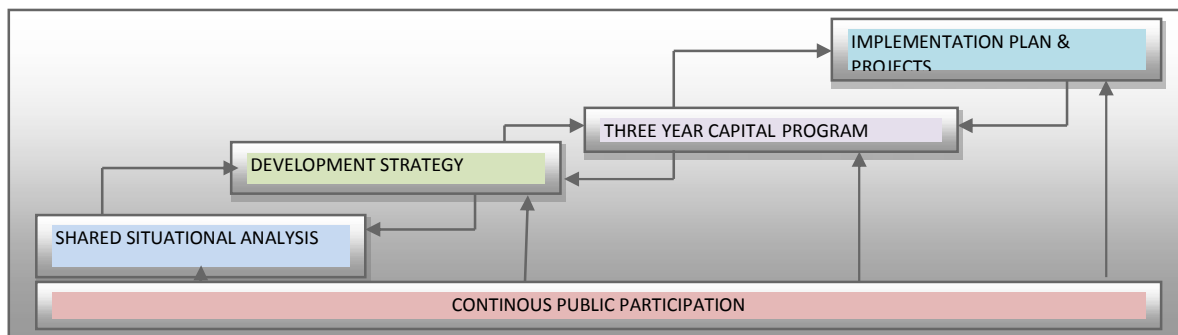 IMPLEMENTATION PLAN &
PROJECTS
THREE YEAR CAPITAL PROGRAM
DEVELOPMENT STRATEGY
SHARED SITUATIONAL ANALYSIS
CONTINOUS PUBLIC PARTICIPATION